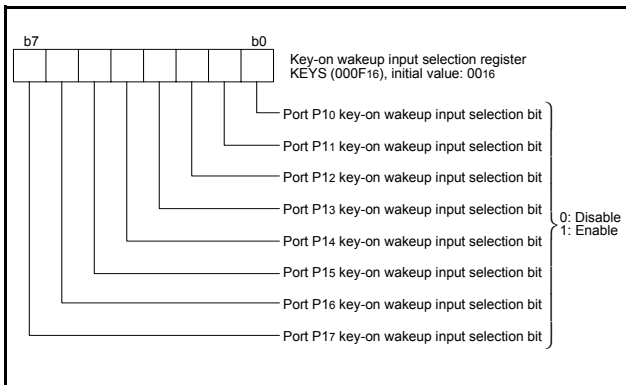 b7 b0
Key-on wakeup input selection register
KEYS (000F16), initial value: 0016
Port P10 key-on wakeup input selection bit
Port P11 key-on wakeup input selection bit
Port P12 key-on wakeup input selection bit
Port P13 key-on wakeup input selection bit
Port P14 key-on wakeup input selection bit
Port P15 key-on wakeup input selection bit
Port P16 key-on wakeup input selection bit
Port P17 key-on wakeup input selection bit
0: Disable
1: Enable